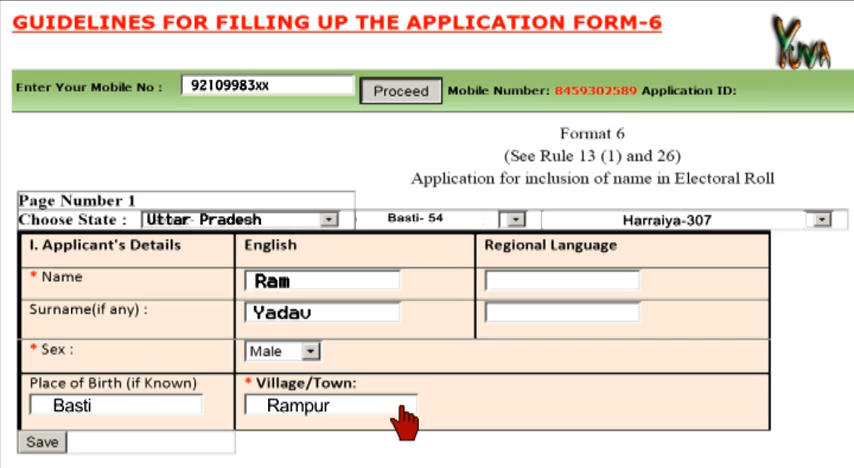 GUIDELINES FOR FILLING UP THE APPLICATION FORM-6
YUVA
Enter Your Mobile No : 92109983xx Proceed Mobile Number: 8459302589 Application ID:
Format 6
(See Rule 13 (1) and 26)
Application for inclusion of name in Electoral Roll
Page Number 1
Choose State : Uttar Pradesh Basti- 54 Harraiya-307
I. Applicant's Details English Regional Language
* Name Ram
Surname(if any) : Yadav
* Sex : Male
Place of Birth (if Known) * Village/Town:
Basti Rampur
Save